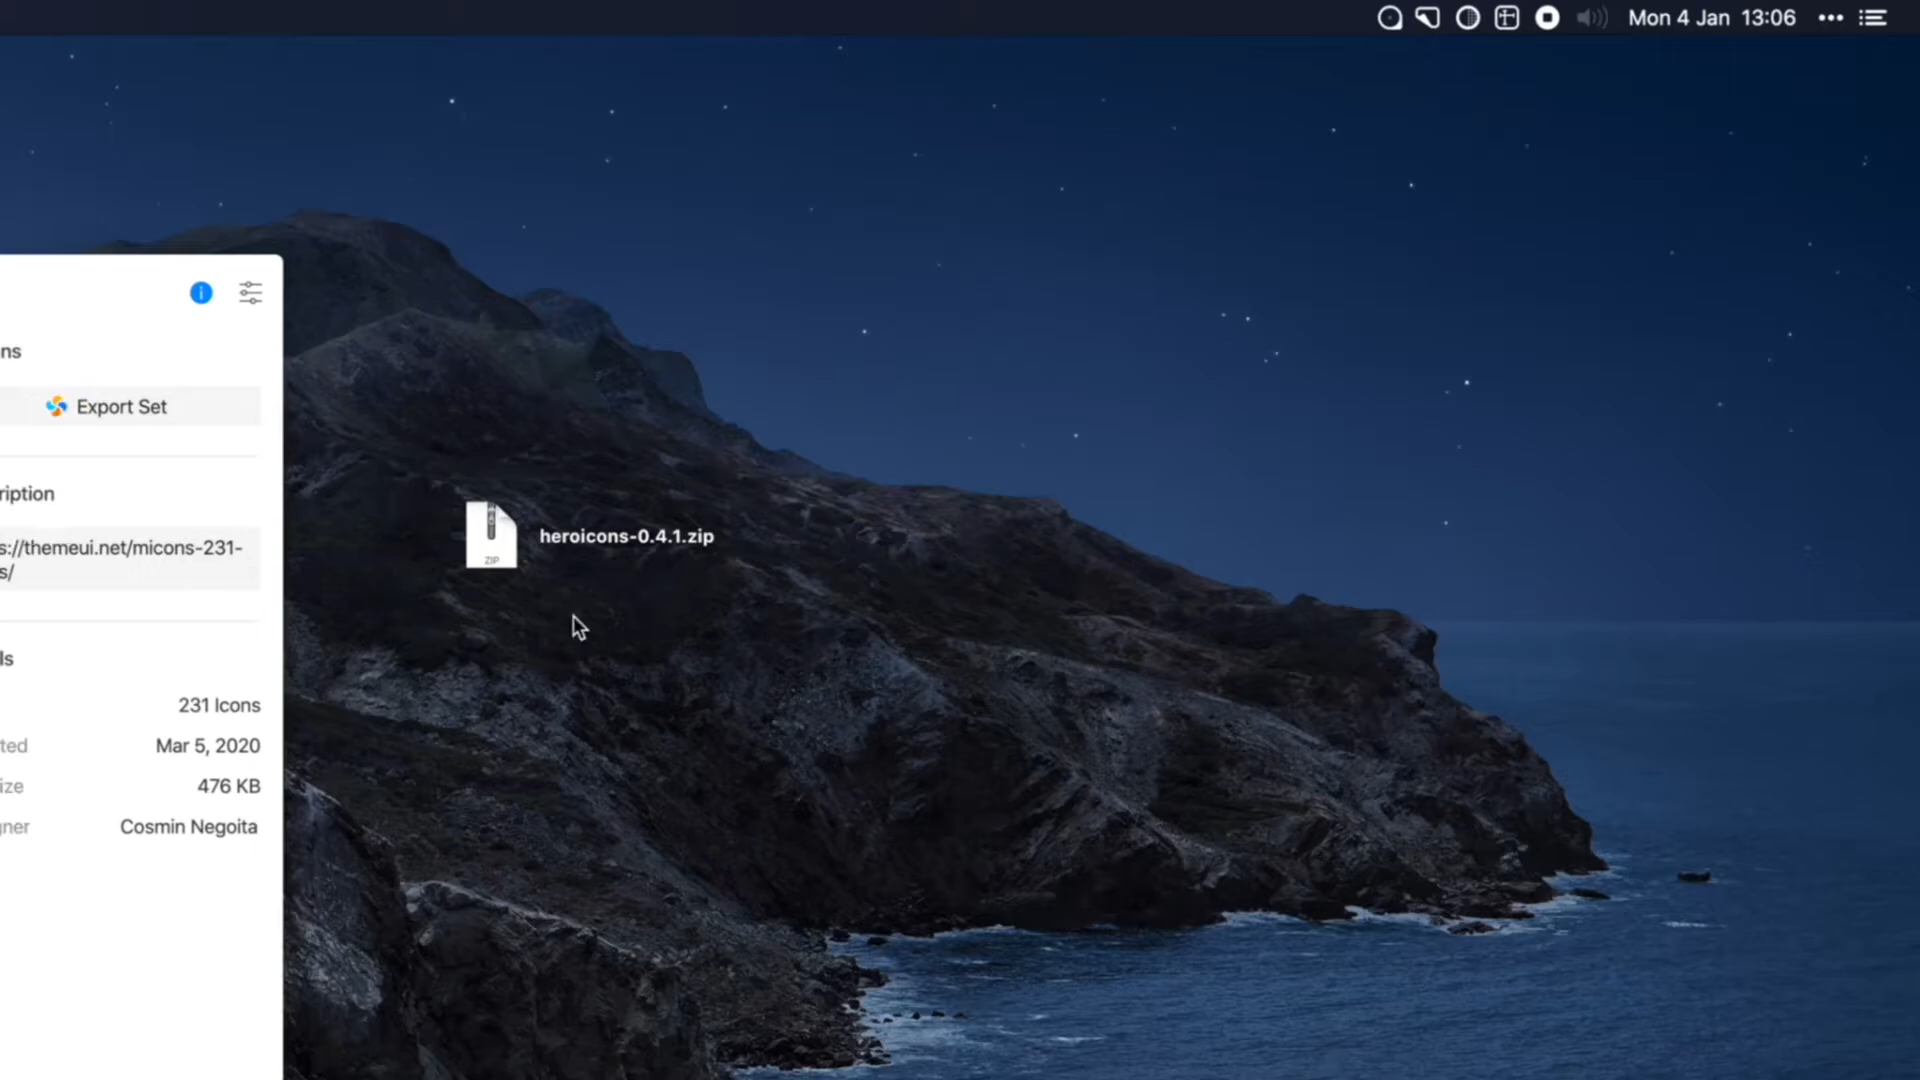 Mon 4 Jan 13:06
ns
Export Set
ription
s://themeui.net/micons-231-
s/
ls
231 Icons
ted Mar 5, 2020
ize 476 KB
gner Cosmin Negoita
ZIP
heroicons-0.4.1.zip